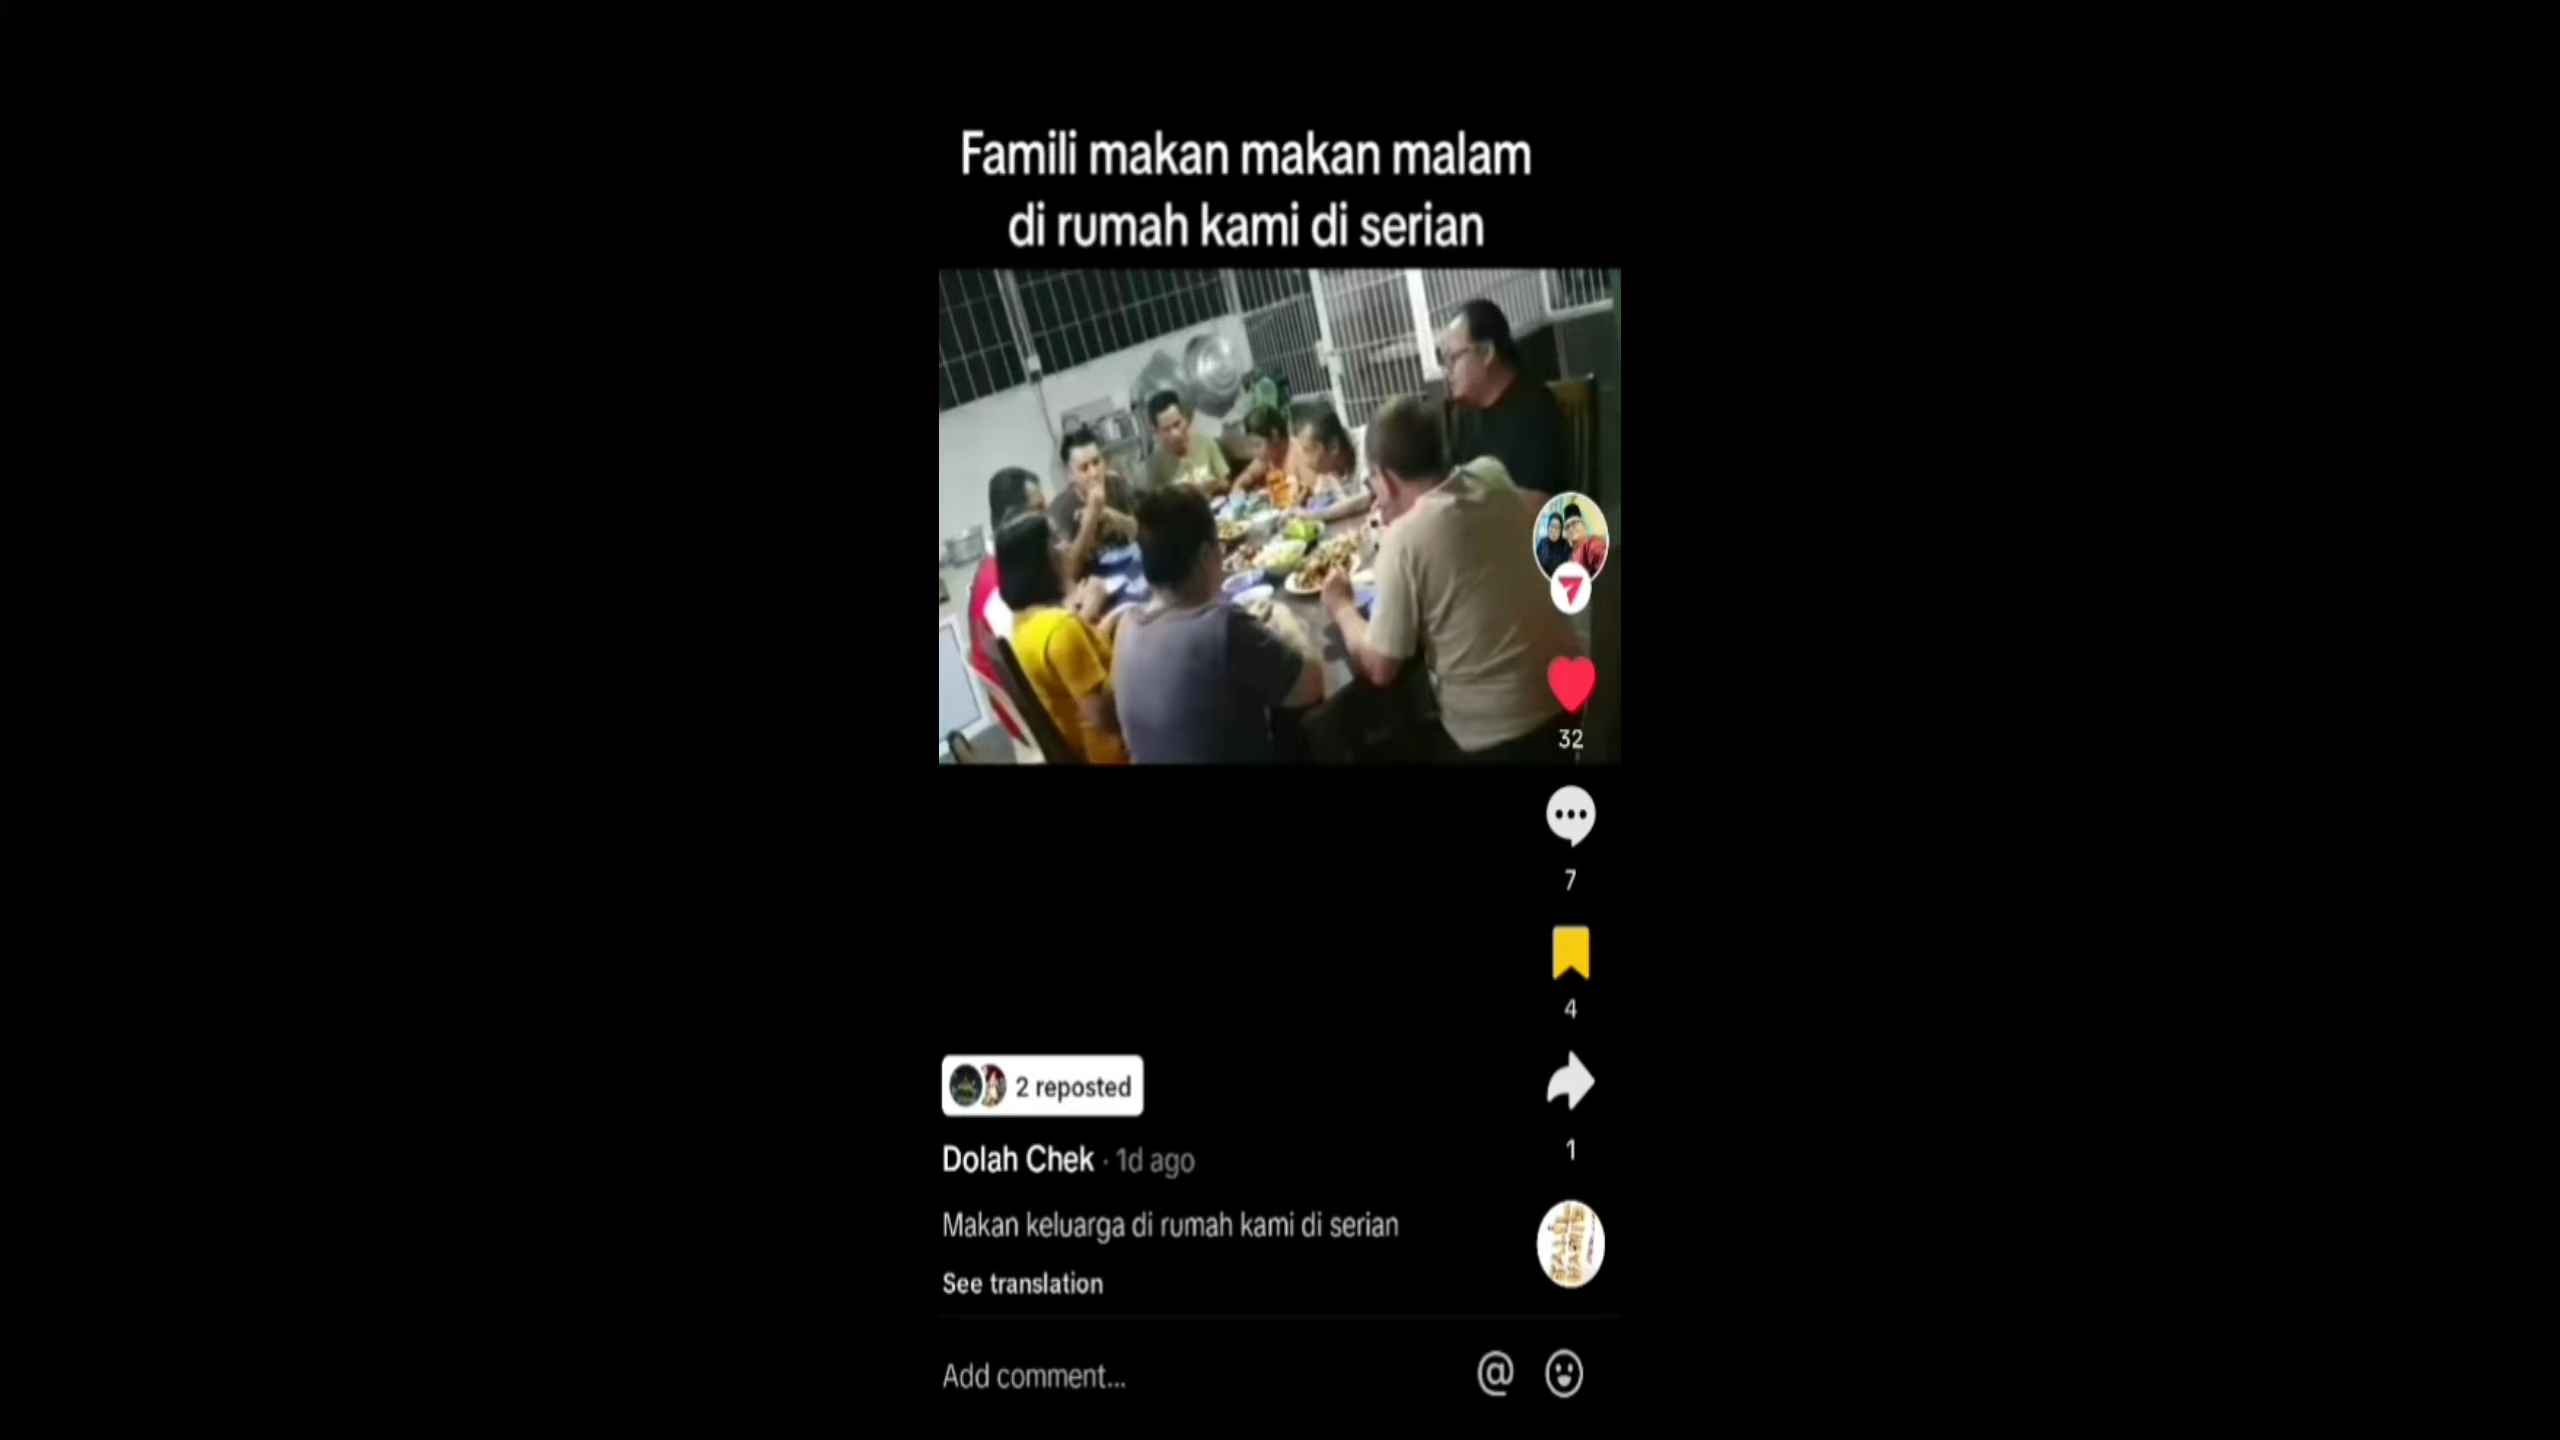 Famili makan makan malam
di rumah kami di serian
32
7
4
1
2 reposted
Dolah Chek · 1d ago
Makan keluarga di rumah kami di serian
See translation
Add comment...
@